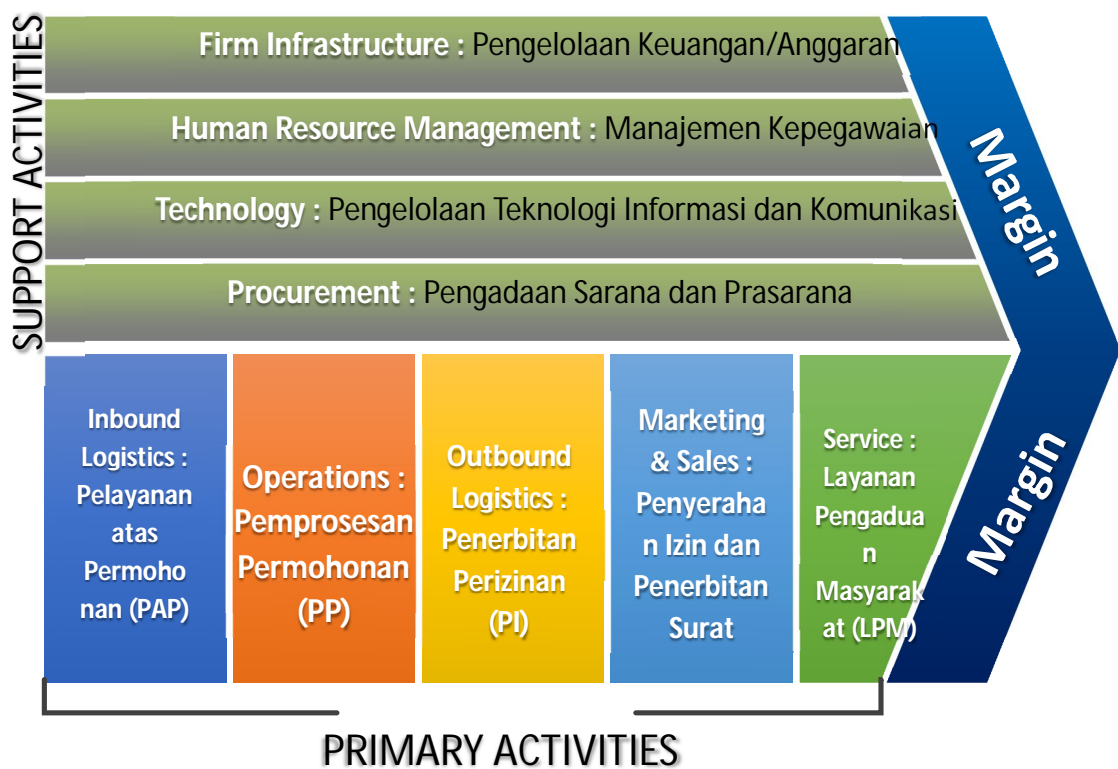 SUPPORT ACTIVITIES
Firm Infrastructure : Pengelolaan Keuangan/Anggaran
Human Resource Management : Manajemen Kepegawaian
Technology : Pengelolaan Teknologi Informasi dan Komunikasi
Procurement : Pengadaan Sarana dan Prasarana
Margin
Margin
Inbound
Logistics :
Pelayanan
atas
Permoho
nan (PAP)
Operations :
Pemprosesan
Permohonan
(PP)
Outbound
Logistics :
Penerbitan
Perizinan
(PI)
Marketing
& Sales :
Penyeraha
n Izin dan
Penerbitan
Surat
Service :
Layanan
Pengadua
n
Masyarak
at (LPM)
PRIMARY ACTIVITIES